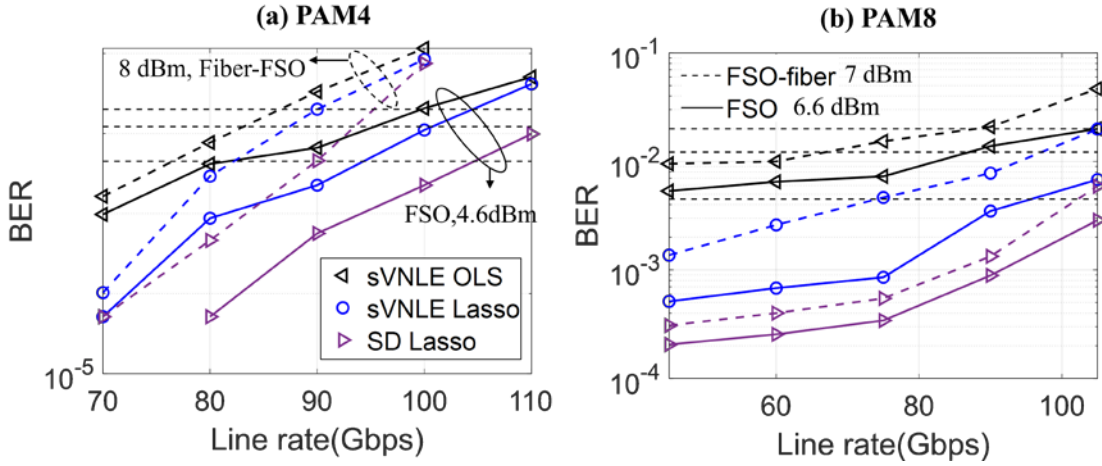 (a) PAM4
8 dBm, Fiber-FSO
FSO,4.6dBm
sVNLE OLS
sVNLE Lasso
SD Lasso
BER
10-5
70 80 90 100 110
Line rate(Gbps)
(b) PAM8
10-1
FSO-fiber 7 dBm
FSO 6.6 dBm
10-2
10-3
10-4
BER
60 80 100
Line rate(Gbps)